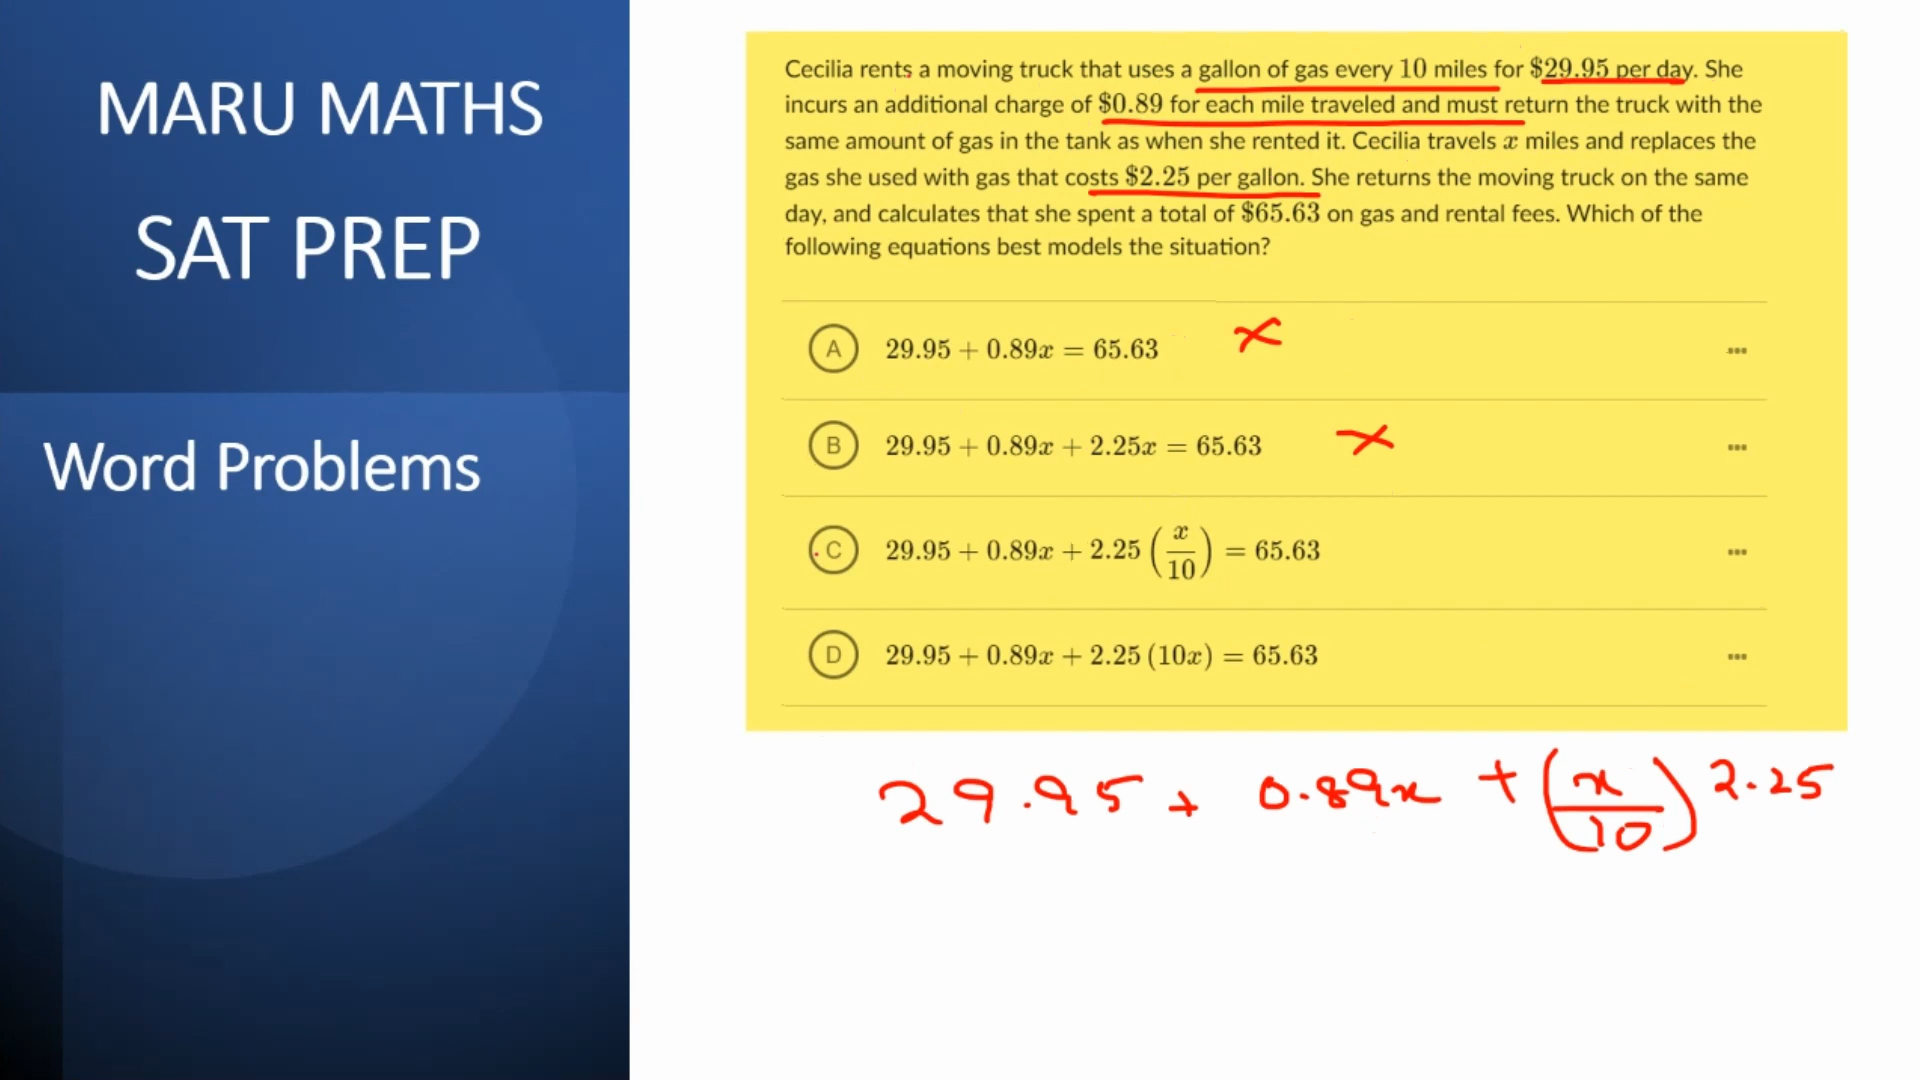 MARU MATHS
SAT PREP
Word Problems
Cecilia rents a moving truck that uses a gallon of gas every 10 miles for $29.95 per day. She
incurs an additional charge of $0.89 for each mile traveled and must return the truck with the
same amount of gas in the tank as when she rented it. Cecilia travels x miles and replaces the
gas she used with gas that costs $2.25 per gallon. She returns the moving truck on the same
day, and calculates that she spent a total of $65.63 on gas and rental fees. Which of the
following equations best models the situation?
A 29.95 + 0.89x = 65.63 ×
...
B 29.95 + 0.89x + 2.25x = 65.63 ×
...
C 29.95 + 0.89x + 2.25 (x/10) = 65.63
...
D 29.95 + 0.89x + 2.25 (10x) = 65.63
...
29.95 + 0.89x + (x/10) 2.25